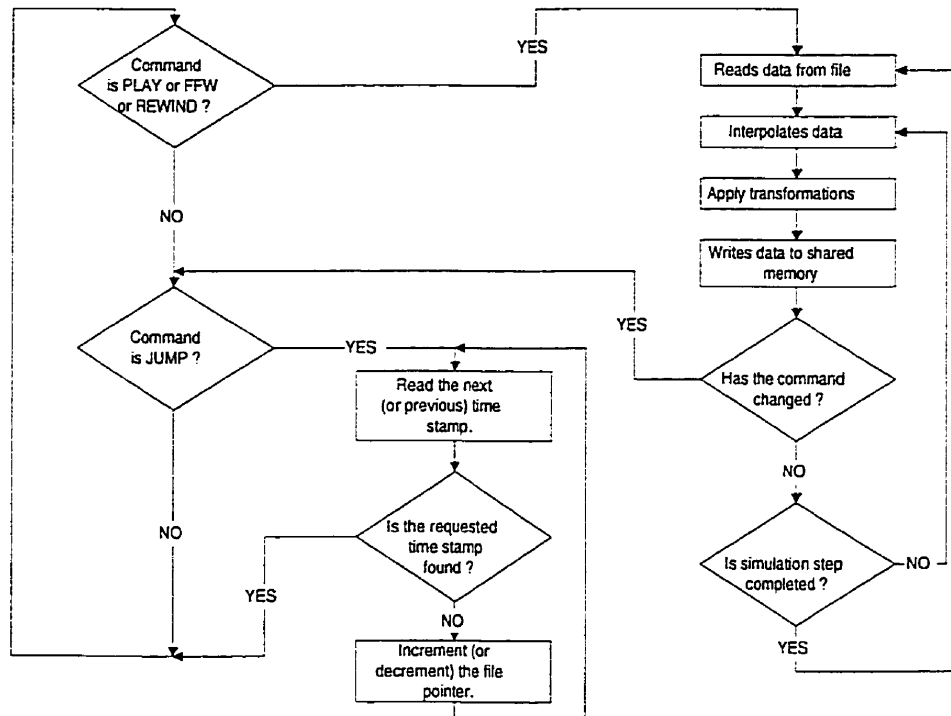 Command
is PLAY or FFW
or REWIND ?
YES
NO
Reads data from file
Interpolates data
Apply transformations
Writes data to shared
memory
Has the command
changed ?
YES
NO
Is simulation step
completed ?
NO
YES
Command
is JUMP ?
YES
NO
Read the next
(or previous) time
stamp.
Is the requested
time stamp
found ?
YES
NO
Increment (or
decrement) the file
pointer.